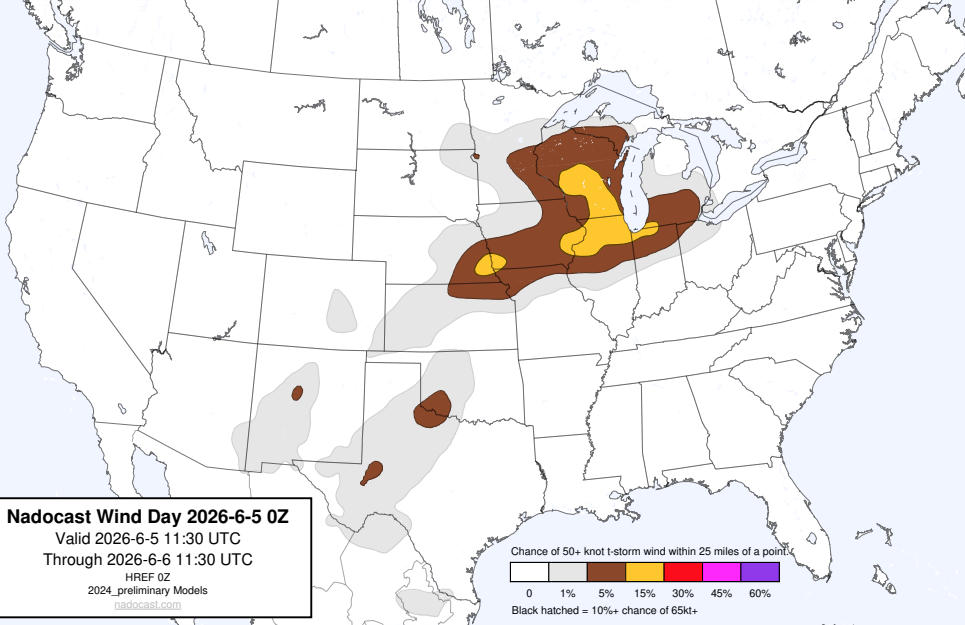 Nadocast Wind Day 2026-6-5 0Z
Valid 2026-6-5 11:30 UTC
Through 2026-6-6 11:30 UTC
HREF 0Z
2024_preliminary Models
nadocast.com
Chance of 50+ knot t-storm wind within 25 miles of a point.
0 1% 5% 15% 30% 45% 60%
Black hatched = 10%+ chance of 65kt+